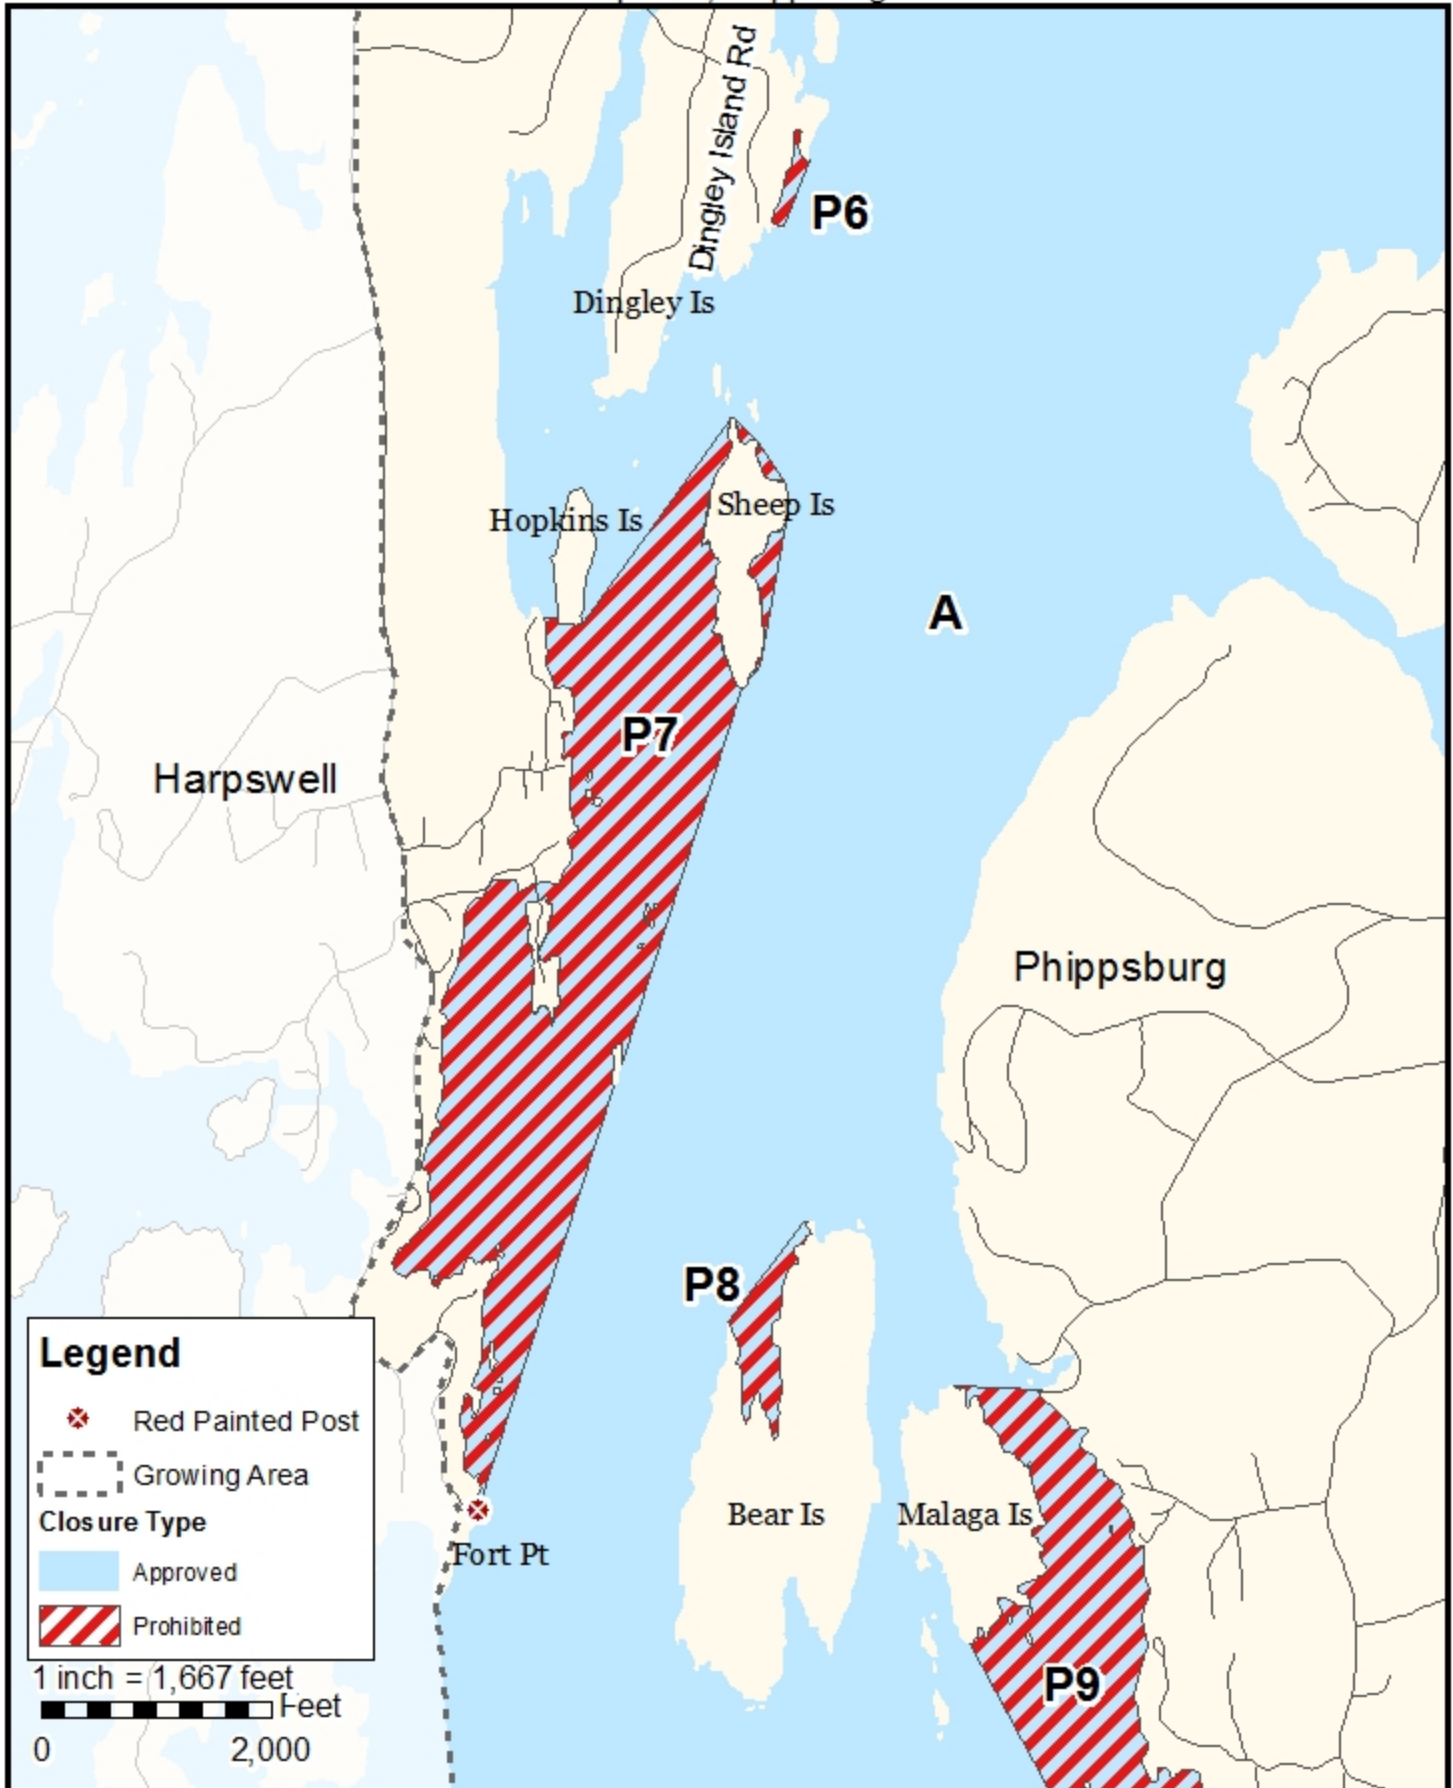 Dingley Island Rd
P6
Dingley Is
Sheep Is
Hopkins Is
A
P7
Harpswell
Phippsburg
P8
Legend
Red Painted Post
Growing Area
Closure Type
Approved
Prohibited
Bear Is
Malaga Is
Fort Pt
P9
1 inch = 1,667 feet
Feet
0 2,000